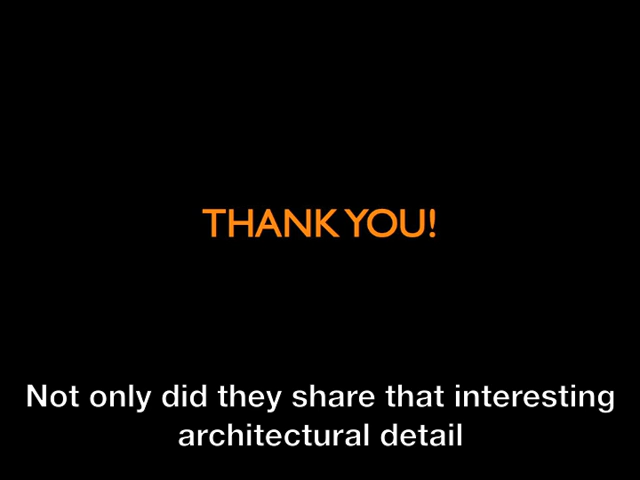 THANK YOU!
Not only did they share that interesting
architectural detail